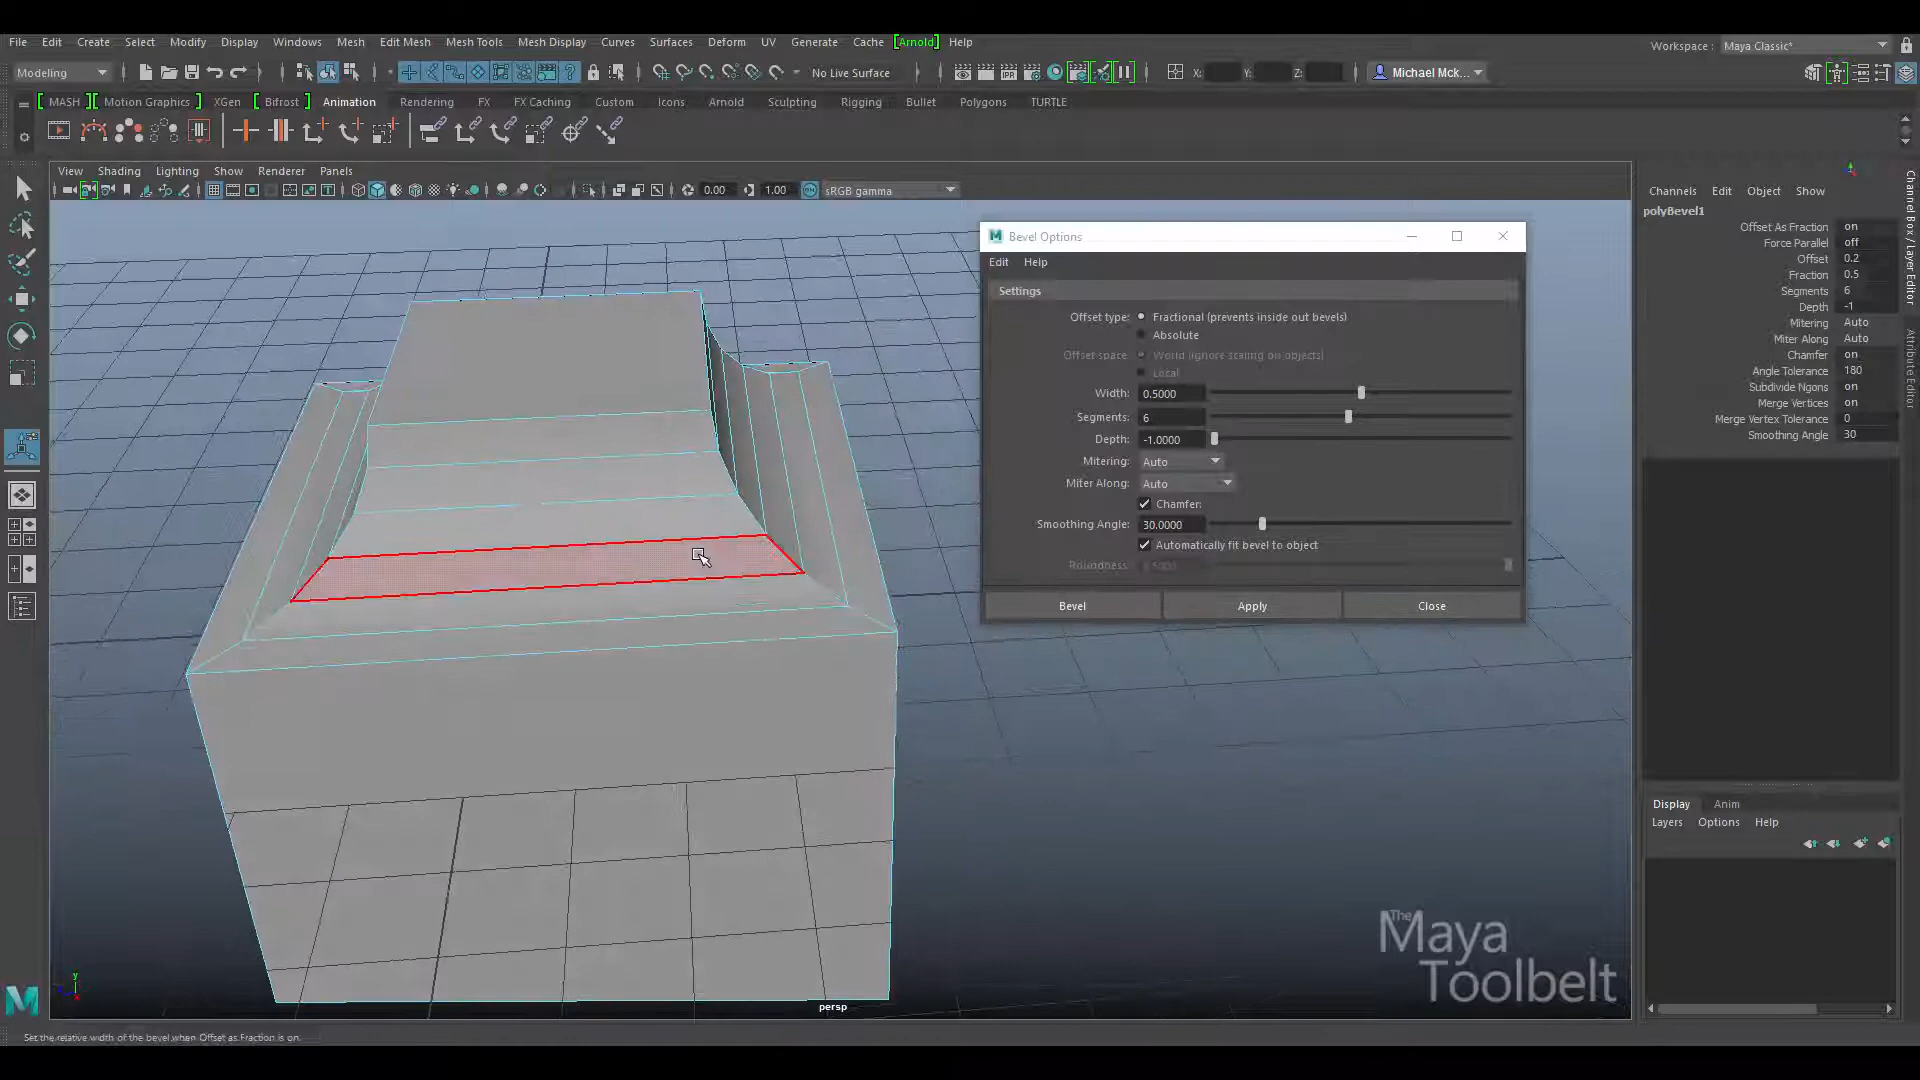 File Edit Create Select Modify Display Windows Mesh Edit Mesh Mesh Tools Mesh Display Curves Surfaces Deform UV Generate Cache [Arnold] Help
Workspace : Maya Classic*
Modeling
No Live Surface
X: Y: Z:
Michael Mck...
MASH Motion Graphics XGen Bifrost Animation Rendering FX FX Caching Custom Icons Arnold Sculpting Rigging Bullet Polygons TURTLE
View Shading Lighting Show Renderer Panels
0.00 1.00 sRGB gamma
Channels Edit Object Show
polyBevel1
Offset As Fraction on
Force Parallel off
Offset 0.2
Fraction 0.5
Segments 6
Depth -1
Mitering Auto
Miter Along Auto
Chamfer on
Angle Tolerance 180
Subdivide Ngons on
Merge Vertices on
Merge Vertex Tolerance 0
Smoothing Angle 30
Channel Box / Layer Editor
Attribute Editor
Bevel Options
Edit Help
Settings
Offset type: Fractional (prevents inside out bevels)
Absolute
Offset space: World (ignore scaling on objects)
Local
Width: 0.5000
Segments: 6
Depth: -1.0000
Mitering: Auto
Miter Along: Auto
Chamfer:
Smoothing Angle: 30.0000
Automatically fit bevel to object
Roundness:
Bevel Apply Close
Display Anim
Layers Options Help
The
Maya
Toolbelt
y
persp
Set the relative width of the bevel when Offset as Fraction is on.